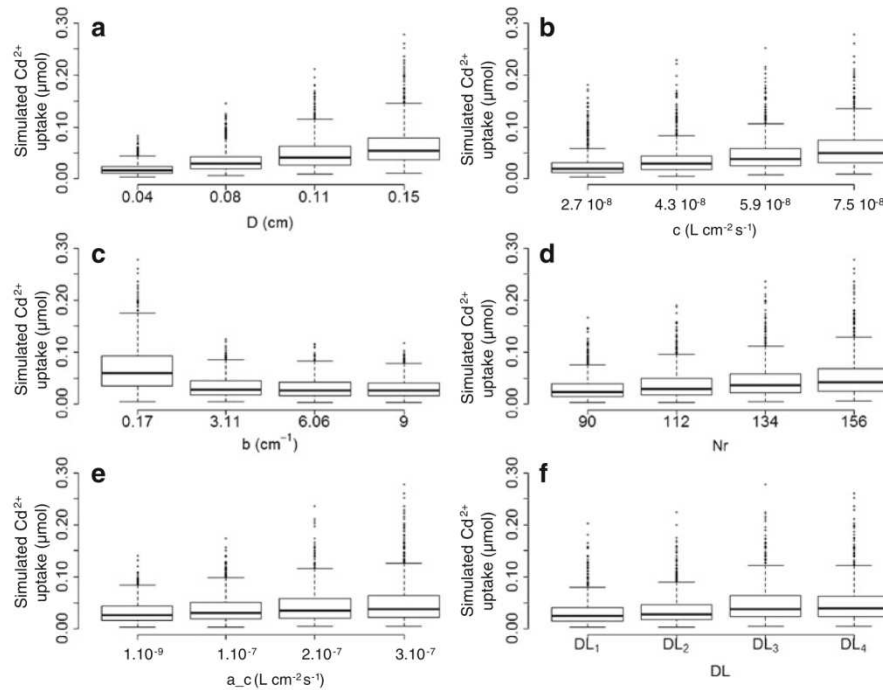 a
Simulated Cd²⁺
uptake (µmol)
0.00 0.10 0.20 0.30
0.04 0.08 0.11 0.15
D (cm)
b
Simulated Cd²⁺
uptake (µmol)
0.00 0.10 0.20 0.30
2.7 10⁻⁸ 4.3 10⁻⁸ 5.9 10⁻⁸ 7.5 10⁻⁸
c (L cm⁻² s⁻¹)
c
Simulated Cd²⁺
uptake (µmol)
0.00 0.10 0.20 0.30
0.17 3.11 6.06 9
b (cm⁻¹)
d
Simulated Cd²⁺
uptake (µmol)
0.00 0.10 0.20 0.30
90 112 134 156
Nr
e
Simulated Cd²⁺
uptake (µmol)
0.00 0.10 0.20 0.30
1.10⁻⁹ 1.10⁻⁷ 2.10⁻⁷ 3.10⁻⁷
a_c (L cm⁻² s⁻¹)
f
Simulated Cd²⁺
uptake (µmol)
0.00 0.10 0.20 0.30
DL₁ DL₂ DL₃ DL₄
DL